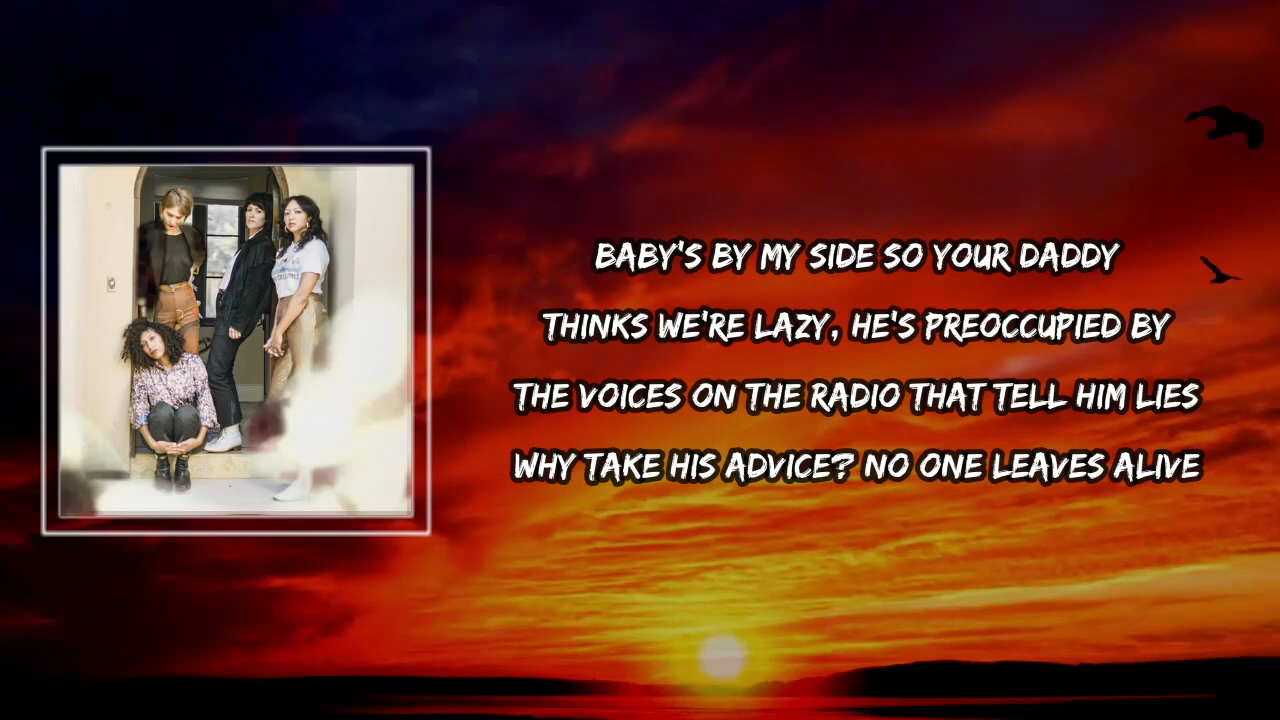 BABY'S BY MY SIDE SO YOUR DADDY
THINKS WE'RE LAZY, HE'S PREOCCUPIED BY
THE VOICES ON THE RADIO THAT TELL HIM LIES
WHY TAKE HIS ADVICE? NO ONE LEAVES ALIVE